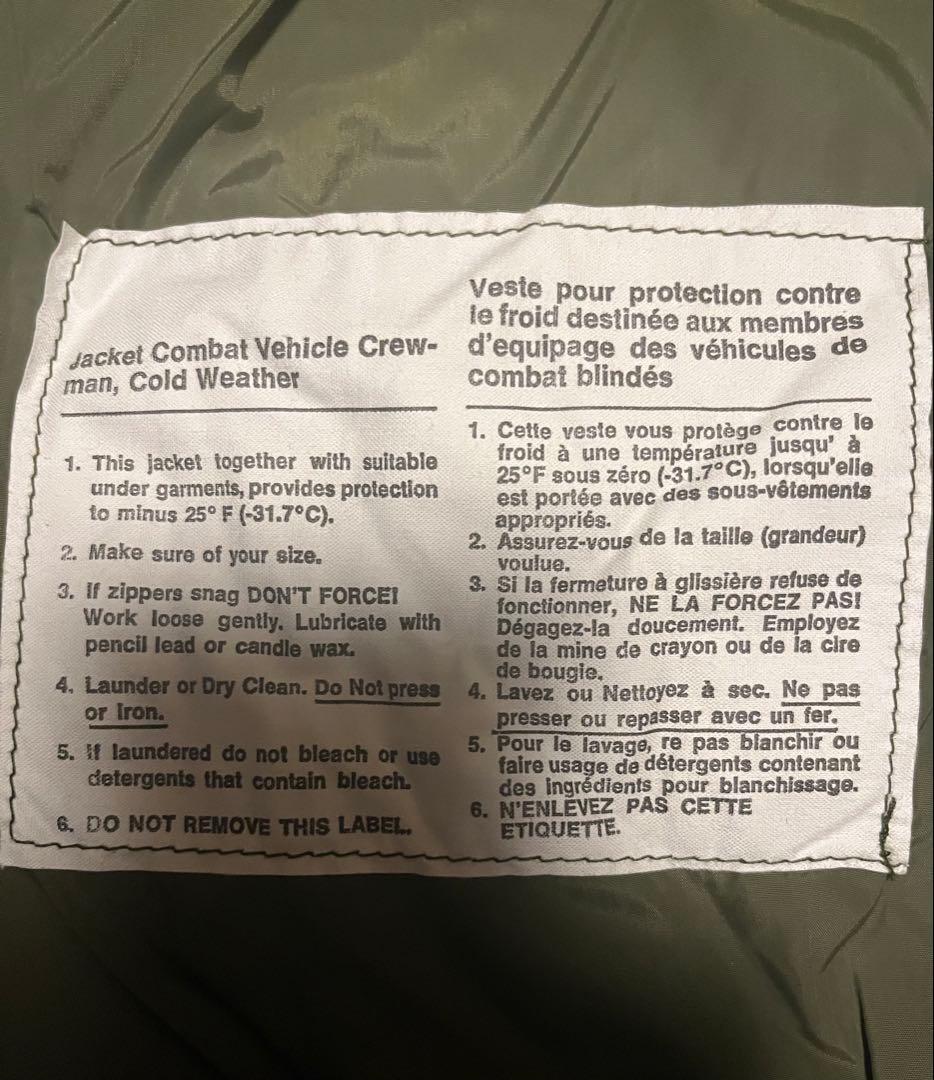 Jacket Combat Vehicle Crew-
man, Cold Weather
1. This jacket together with suitable
under garments, provides protection
to minus 25° F (-31.7°C).
2. Make sure of your size.
3. If zippers snag DON'T FORCE!
Work loose gently. Lubricate with
pencil lead or candle wax.
4. Launder or Dry Clean. Do Not press
or Iron.
5. If laundered do not bleach or use
detergents that contain bleach.
6. DO NOT REMOVE THIS LABEL.
Veste pour protection contre
le froid destinée aux membres
d'equipage des véhicules de
combat blindés
1. Cette veste vous protège contre le
froid à une température jusqu' à
25°F sous zéro (-31.7°C), lorsqu'elle
est portée avec des sous-vêtements
appropriés.
2. Assurez-vous de la taille (grandeur)
voulue.
3. Si la fermeture à glissière refuse de
fonctionner, NE LA FORCEZ PAS!
Dégagez-la doucement. Employez
de la mine de crayon ou de la cire
de bougie.
4. Lavez ou Nettoyez à sec. Ne pas
presser ou repasser avec un fer.
5. Pour le lavage, re pas blanchir ou
faire usage de détergents contenant
des ingrédients pour blanchissage.
6. N'ENLEVEZ PAS CETTE
ETIQUETTE.